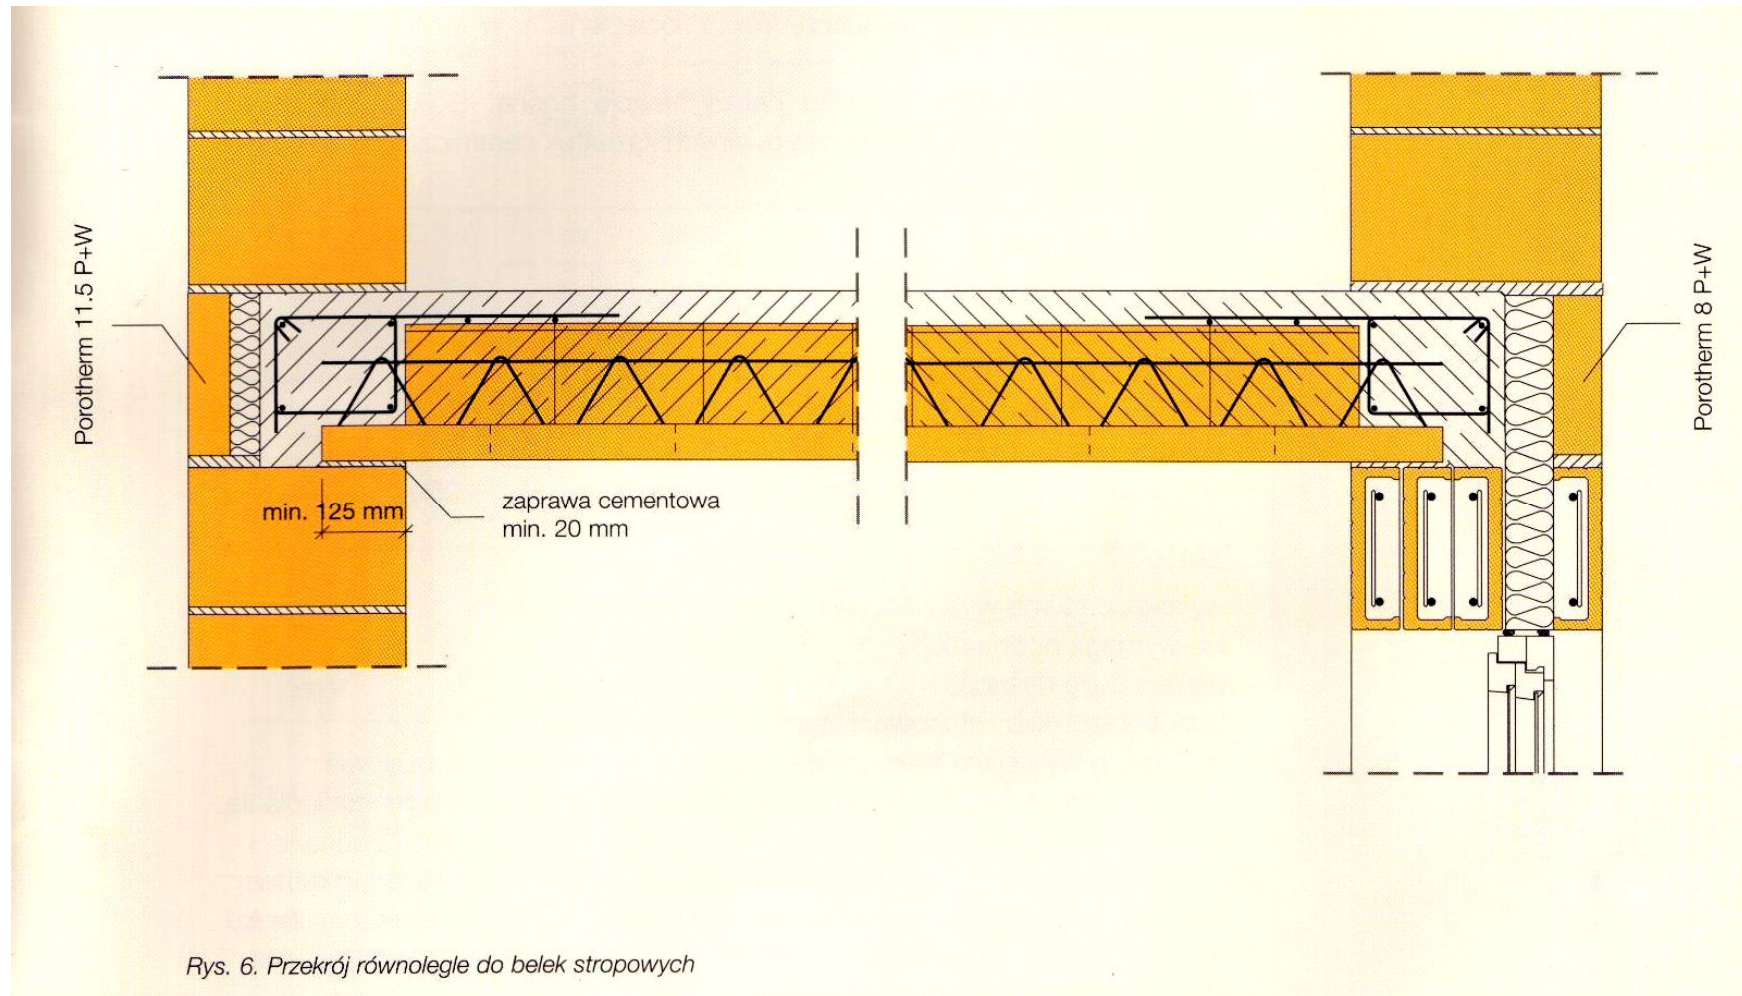 Porotherm 11.5 P+W
Porotherm 8 P+W
min. 125 mm
zaprawa cementowa
min. 20 mm
Rys. 6. Przekrój równolegle do belek stropowych